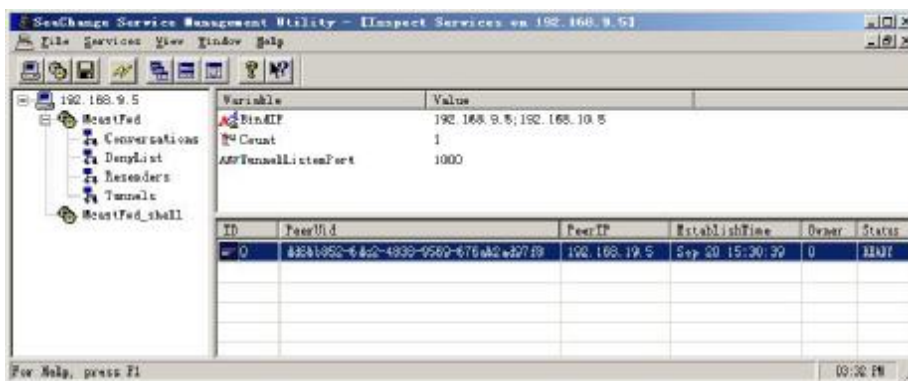 SeaChange Service Management Utility - [Inspect Services on 192.168.9.5]
File Services View Window Help
192.168.9.5
McastFwd
Conversations
DenyList
Resenders
Tunnels
McastFwd_shell
Variable Value
BindIP 192.168.9.5;192.168.10.5
Count 1
TunnelListenPort 1000
ID PeerUid PeerIP EstablishTime Owner Status
0 192.168.19.5 Sep 20 15:30:39 0 READY
For Help, press F1
03:32 PM